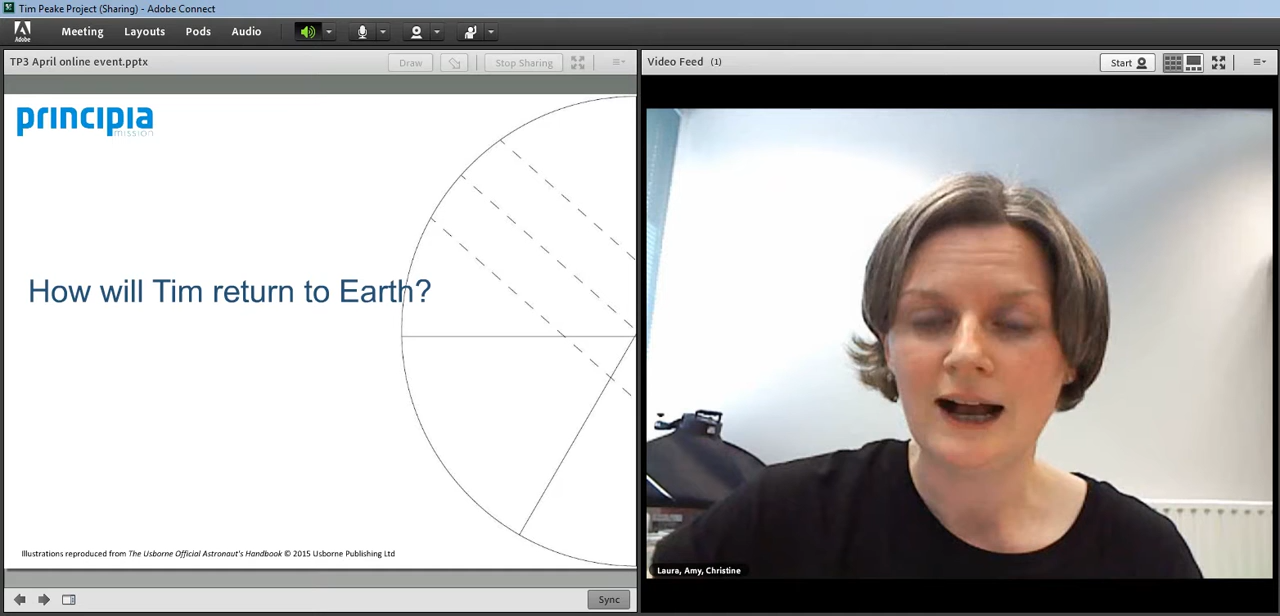 Tim Peake Project (Sharing) - Adobe Connect
Adobe
Meeting
Layouts
Pods
Audio
TP3 April online event.pptx
Draw
Stop Sharing
Video Feed (1)
Start
principia
mission
How will Tim return to Earth?
Illustrations reproduced from The Usborne Official Astronaut's Handbook © 2015 Usborne Publishing Ltd
Laura, Amy, Christine
Sync